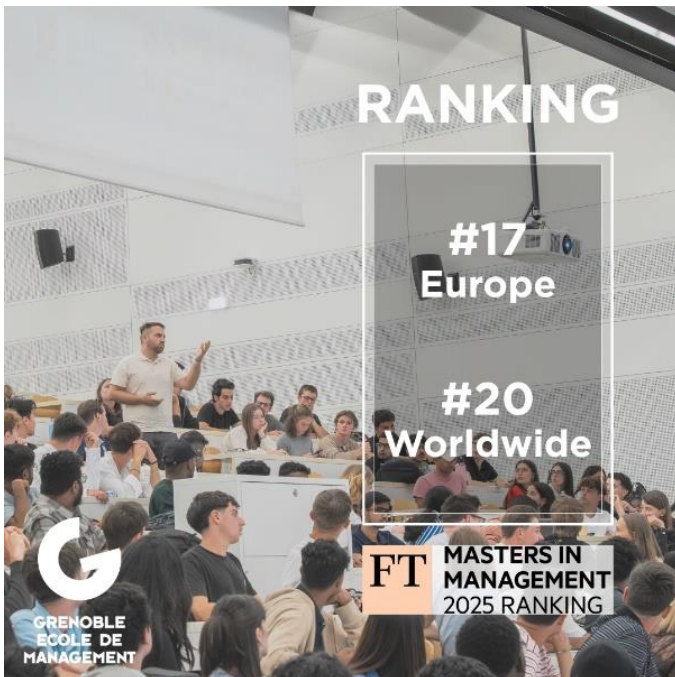 RANKING
#17
Europe
#20
Worldwide
FT
MASTERS IN
MANAGEMENT
2025 RANKING
G
GRENOBLE
ECOLE DE
MANAGEMENT